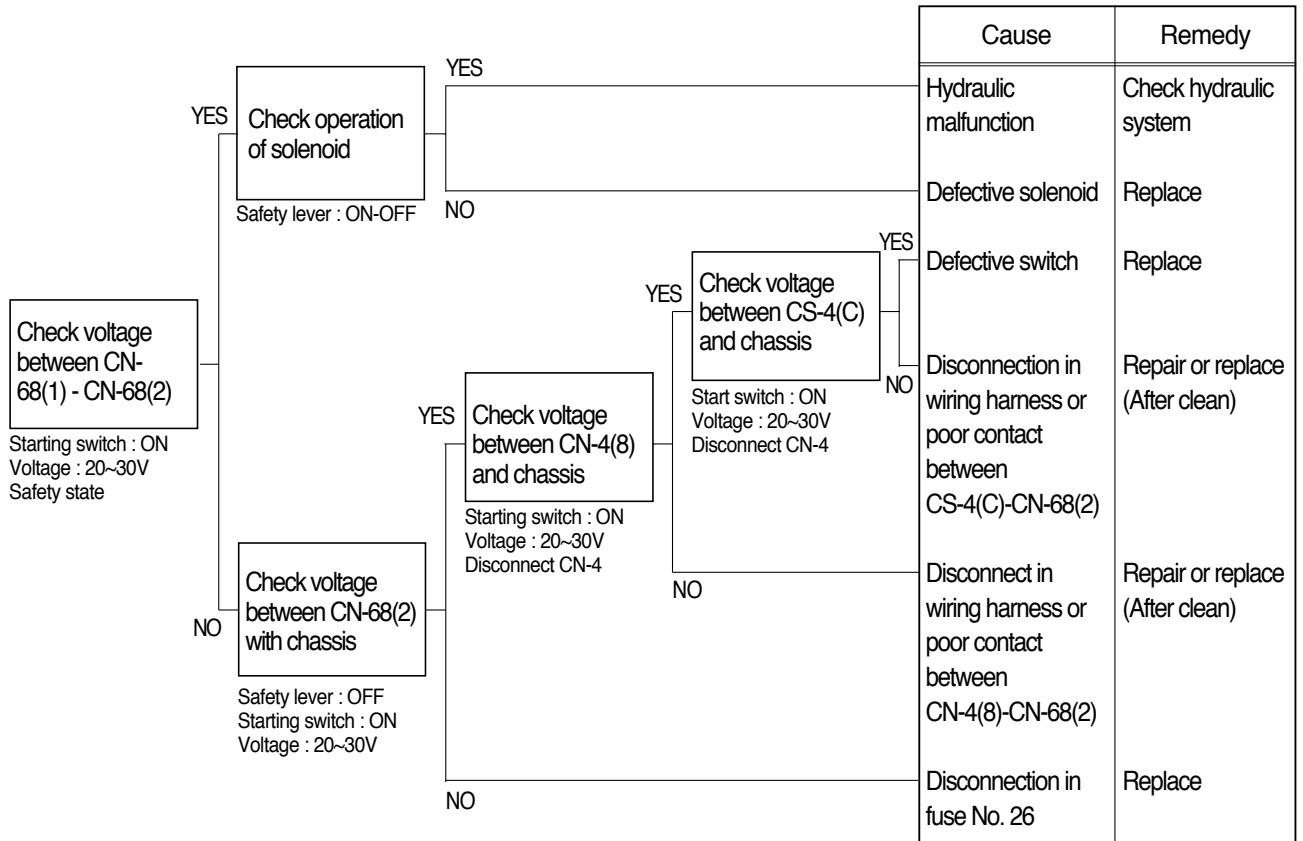 Cause
Remedy
YES
Hydraulic
malfunction
Check hydraulic
system
YES
Check operation
of solenoid
Safety lever : ON-OFF
NO
Defective solenoid
Replace
YES
Defective switch
Replace
YES
Check voltage
between CS-4(C)
and chassis
Start switch : ON
Voltage : 20~30V
Disconnect CN-4
NO
Disconnection in
wiring harness or
poor contact
between
CS-4(C)-CN-68(2)
Repair or replace
(After clean)
Check voltage
between CN-
68(1) - CN-68(2)
Starting switch : ON
Voltage : 20~30V
Safety state
YES
Check voltage
between CN-4(8)
and chassis
Starting switch : ON
Voltage : 20~30V
Disconnect CN-4
NO
Disconnect in
wiring harness or
poor contact
between
CN-4(8)-CN-68(2)
Repair or replace
(After clean)
NO
Check voltage
between CN-68(2)
with chassis
Safety lever : OFF
Starting switch : ON
Voltage : 20~30V
NO
Disconnection in
fuse No. 26
Replace